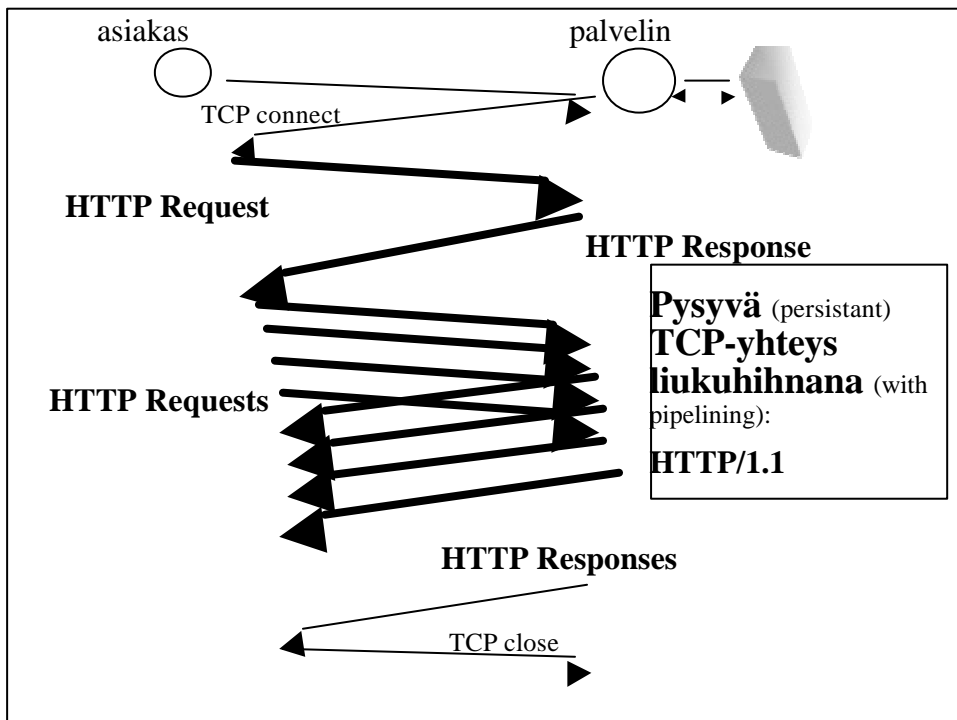 asiakas
palvelin
TCP connect
HTTP Request
HTTP Response
Pysyvä (persistant)
TCP-yhteys
liukuhihnana (with
pipelining):
HTTP/1.1
HTTP Requests
HTTP Responses
TCP close